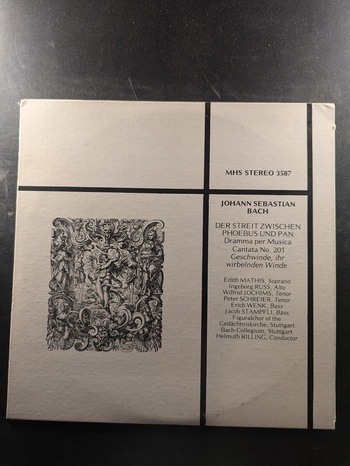 MHS STEREO 3587
JOHANN SEBASTIAN
BACH
DER STREIT ZWISCHEN
PHOEBUS UND PAN
Dramma per Musica
Cantata No. 201
Geschwinde, ihr
wirbelnden Winde
Edith MATHIS, Soprano
Ingeborg RUSS, Alto
Wilfrid JOCHIMS, Tenor
Peter SCHREIER, Tenor
Erich WENK, Bass
Jacob STAMPFLI, Bass
Figuralchor of the
Gedächtniskirche, Stuttgart
Bach-Collegium, Stuttgart
Helmuth RILLING, Conductor